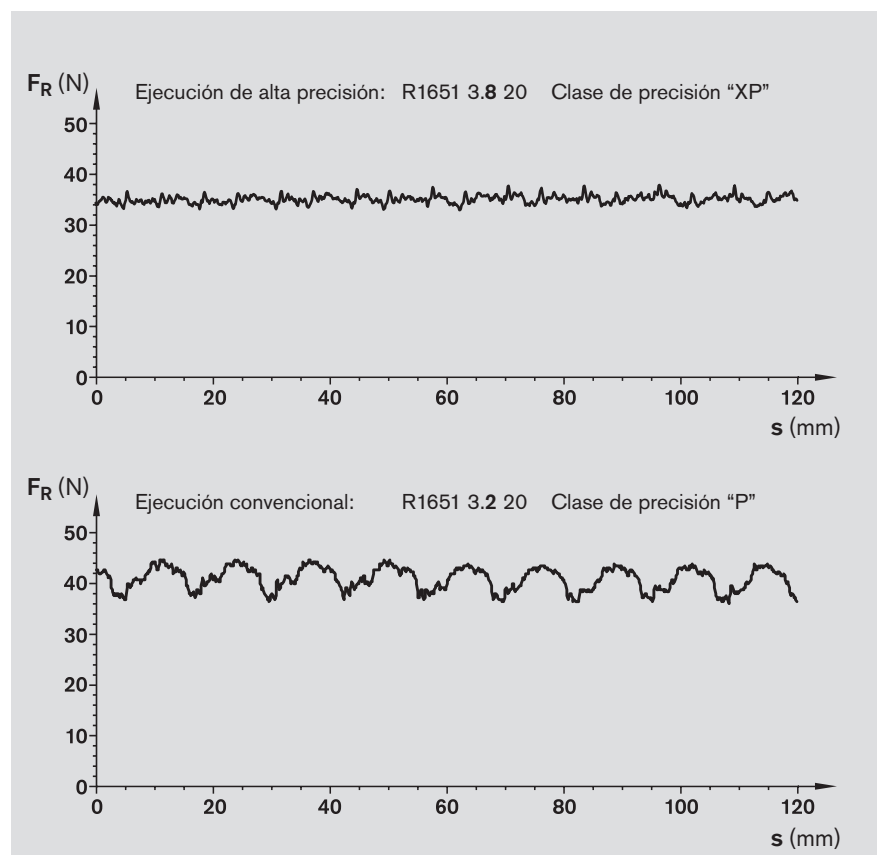 F_R (N)
Ejecución de alta precisión: R1651 3.8 20 Clase de precisión “XP”
50
40
30
20
10
0
0 20 40 60 80 100 120
s (mm)
F_R (N)
Ejecución convencional: R1651 3.2 20 Clase de precisión “P”
50
40
30
20
10
0
0 20 40 60 80 100 120
s (mm)